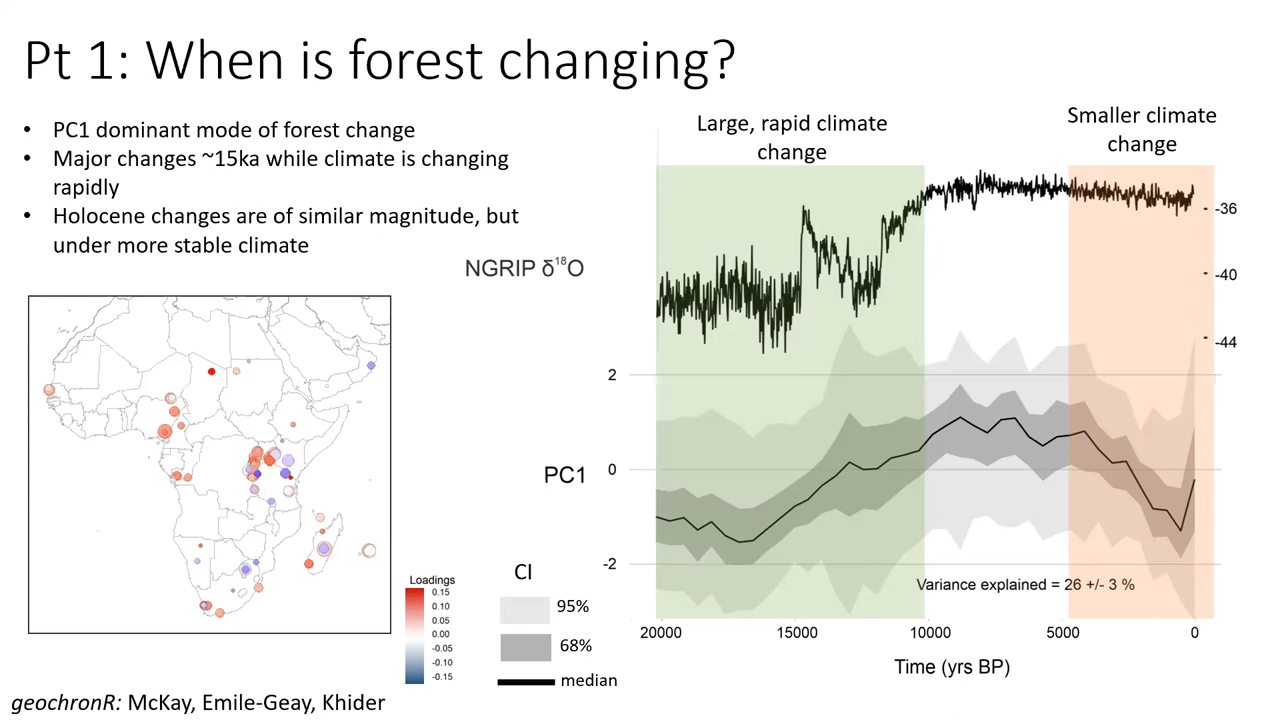 Pt 1: When is forest changing?
• PC1 dominant mode of forest change
• Major changes ~15ka while climate is changing
rapidly
• Holocene changes are of similar magnitude, but
under more stable climate
NGRIP δ¹⁸O
Large, rapid climate
change
Smaller climate
change
-36
-40
-44
2
0
-2
PC1
Variance explained = 26 +/- 3 %
20000
15000
10000
5000
0
Time (yrs BP)
Loadings
0.15
0.10
0.05
0.00
-0.05
-0.10
-0.15
CI
95%
68%
median
geochronR: McKay, Emile-Geay, Khider